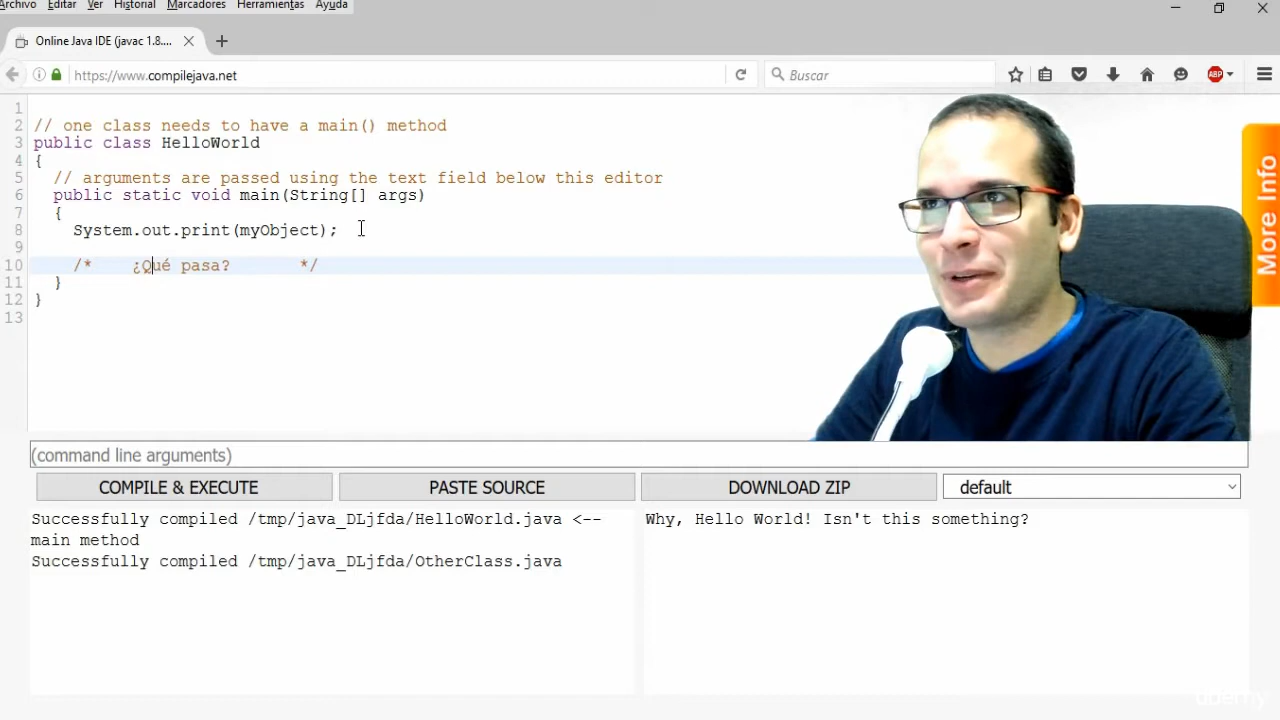 Archivo Editar Ver Historial Marcadores Herramientas Ayuda
Online Java IDE (javac 1.8....
https://www.compilejava.net
Buscar
ABP
1
2 // one class needs to have a main() method
3 public class HelloWorld
4 {
5 // arguments are passed using the text field below this editor
6 public static void main(String[] args)
7 {
8 System.out.print(myObject);
9
10 /* ¿Qué pasa? */
11 }
12 }
13
More Info
(command line arguments)
COMPILE & EXECUTE PASTE SOURCE DOWNLOAD ZIP default
Successfully compiled /tmp/java_DLjfda/HelloWorld.java <--
main method
Successfully compiled /tmp/java_DLjfda/OtherClass.java
Why, Hello World! Isn't this something?
udemy